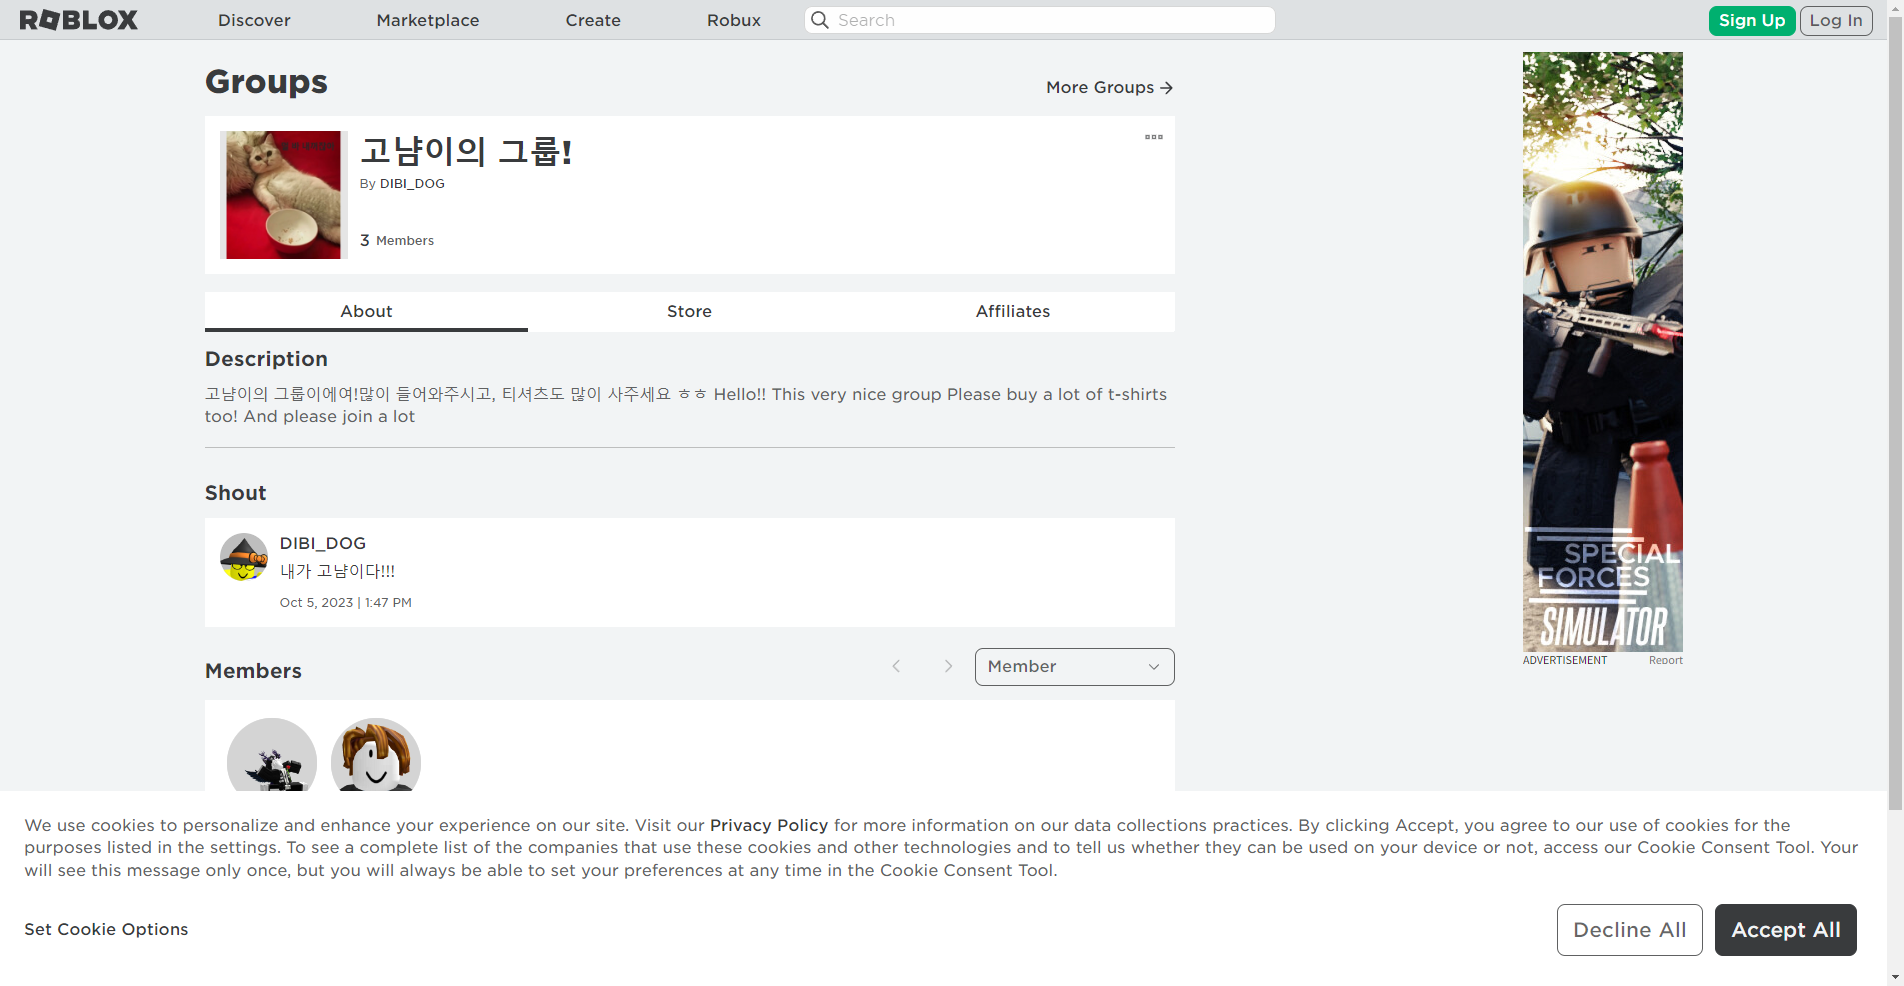 ROBLOX
Discover
Marketplace
Create
Robux
Search
Sign Up
Log In
Groups
More Groups
고냠이의 그룹!
By DIBI_DOG
3 Members
About
Store
Affiliates
Description
고냠이의 그룹이에여!많이 들어와주시고, 티셔츠도 많이 사주세요 ㅎㅎ Hello!! This very nice group Please buy a lot of t-shirts
too! And please join a lot
Shout
DIBI_DOG
내가 고냠이다!!!
Oct 5, 2023 | 1:47 PM
Members
Member
SPECIAL
FORCES
SIMULATOR
ADVERTISEMENT
Report
We use cookies to personalize and enhance your experience on our site. Visit our Privacy Policy for more information on our data collections practices. By clicking Accept, you agree to our use of cookies for the
purposes listed in the settings. To see a complete list of the companies that use these cookies and other technologies and to tell us whether they can be used on your device or not, access our Cookie Consent Tool. Your
will see this message only once, but you will always be able to set your preferences at any time in the Cookie Consent Tool.
Set Cookie Options
Decline All
Accept All